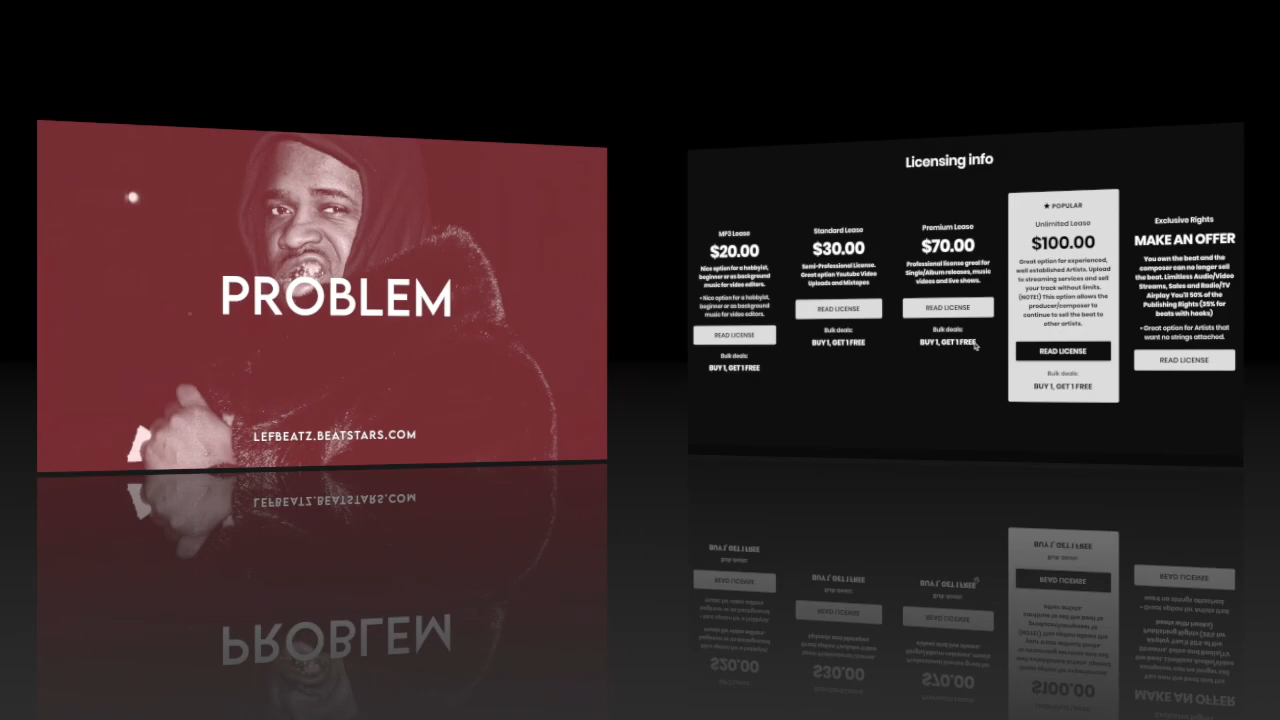 PROBLEM
LEFBEATZ.BEATSTARS.COM
Licensing info
MP3 Lease
$20.00
Nice option for a hobbyist,
beginner or as background
music for video editors.
• Nice option for a hobbyist,
beginner or as background
music for video editors.
READ LICENSE
Bulk deals:
BUY 1, GET 1 FREE
Standard Lease
$30.00
Semi-Professional License.
Great option Youtube Video
Uploads and Mixtapes
READ LICENSE
Bulk deals:
BUY 1, GET 1 FREE
Premium Lease
$70.00
Professional license great for
Single/Album releases, music
videos and live shows.
READ LICENSE
Bulk deals:
BUY 1, GET 1 FREE
★ POPULAR
Unlimited Lease
$100.00
Great option for experienced,
well established Artists. Upload
to streaming services and sell
your track without limits.
(NOTE!) This option allows the
producer/composer to
continue to sell the beat to
other artists.
READ LICENSE
Bulk deals:
BUY 1, GET 1 FREE
Exclusive Rights
MAKE AN OFFER
You own the beat and the
composer can no longer sell
the beat. Limitless Audio/Video
Streams, Sales and Radio/TV
Airplay You'll 50% of the
Publishing Rights (35% for
beats with hooks)
• Great option for Artists that
want no strings attached.
READ LICENSE